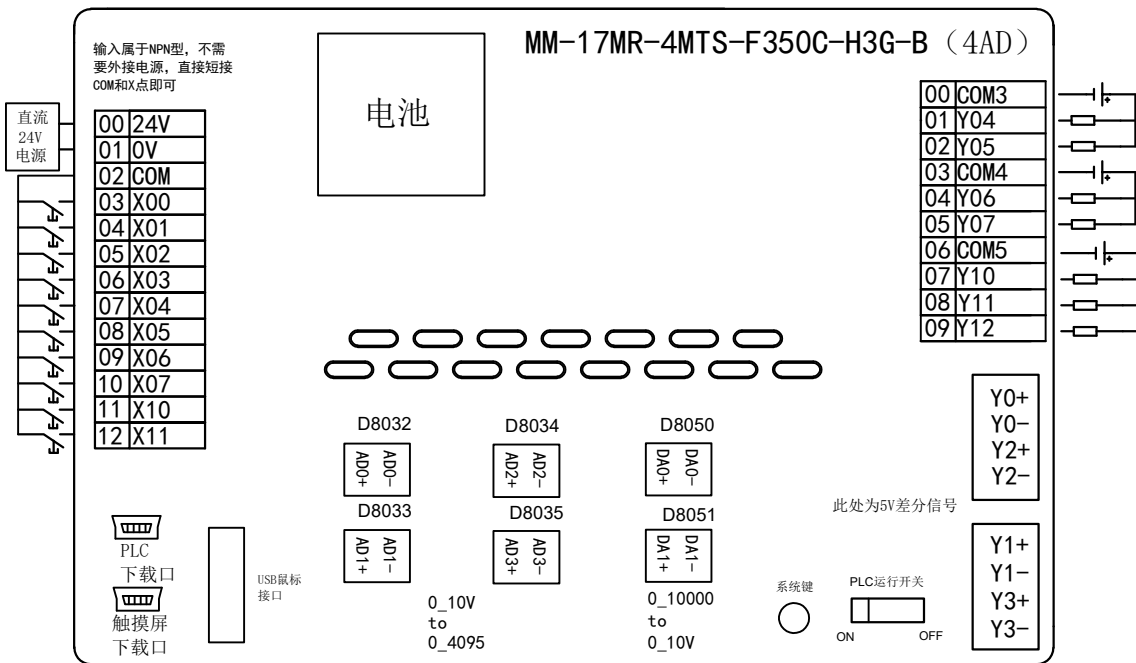 MM-17MR-4MTS-F350C-H3G-B（4AD）
输入属于NPN型，不需
要外接电源，直接短接
COM和X点即可
直流
24V
电源
00 24V
01 0V
02 COM
03 X00
04 X01
05 X02
06 X03
07 X04
08 X05
09 X06
10 X07
11 X10
12 X11
电池
00 COM3
01 Y04
02 Y05
03 COM4
04 Y06
05 Y07
06 COM5
07 Y10
08 Y11
09 Y12
D8032
AD0+
AD0-
D8034
AD2+
AD2-
D8050
DA0+
DA0-
D8033
AD1+
AD1-
D8035
AD3+
AD3-
D8051
DA1+
DA1-
0_10V
to
0_4095
0_10000
to
0_10V
Y0+
Y0-
Y2+
Y2-
此处为5V差分信号
Y1+
Y1-
Y3+
Y3-
PLC
下载口
触摸屏
下载口
USB鼠标
接口
系统键
PLC运行开关
ON OFF